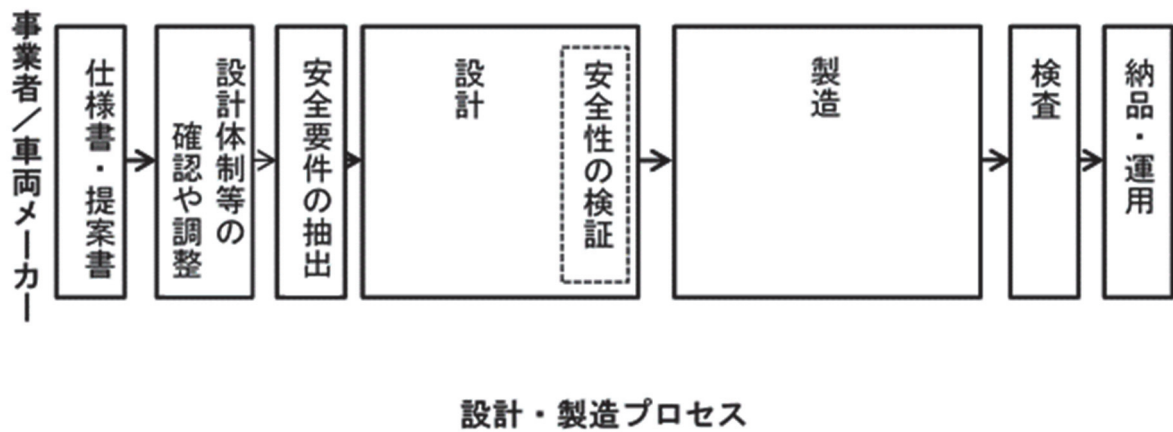 事業者／車両メーカー
仕様書・提案書
設計体制等の
確認や調整
安全要件の抽出
設計
安全性の検証
製造
検査
納品・運用
設計・製造プロセス